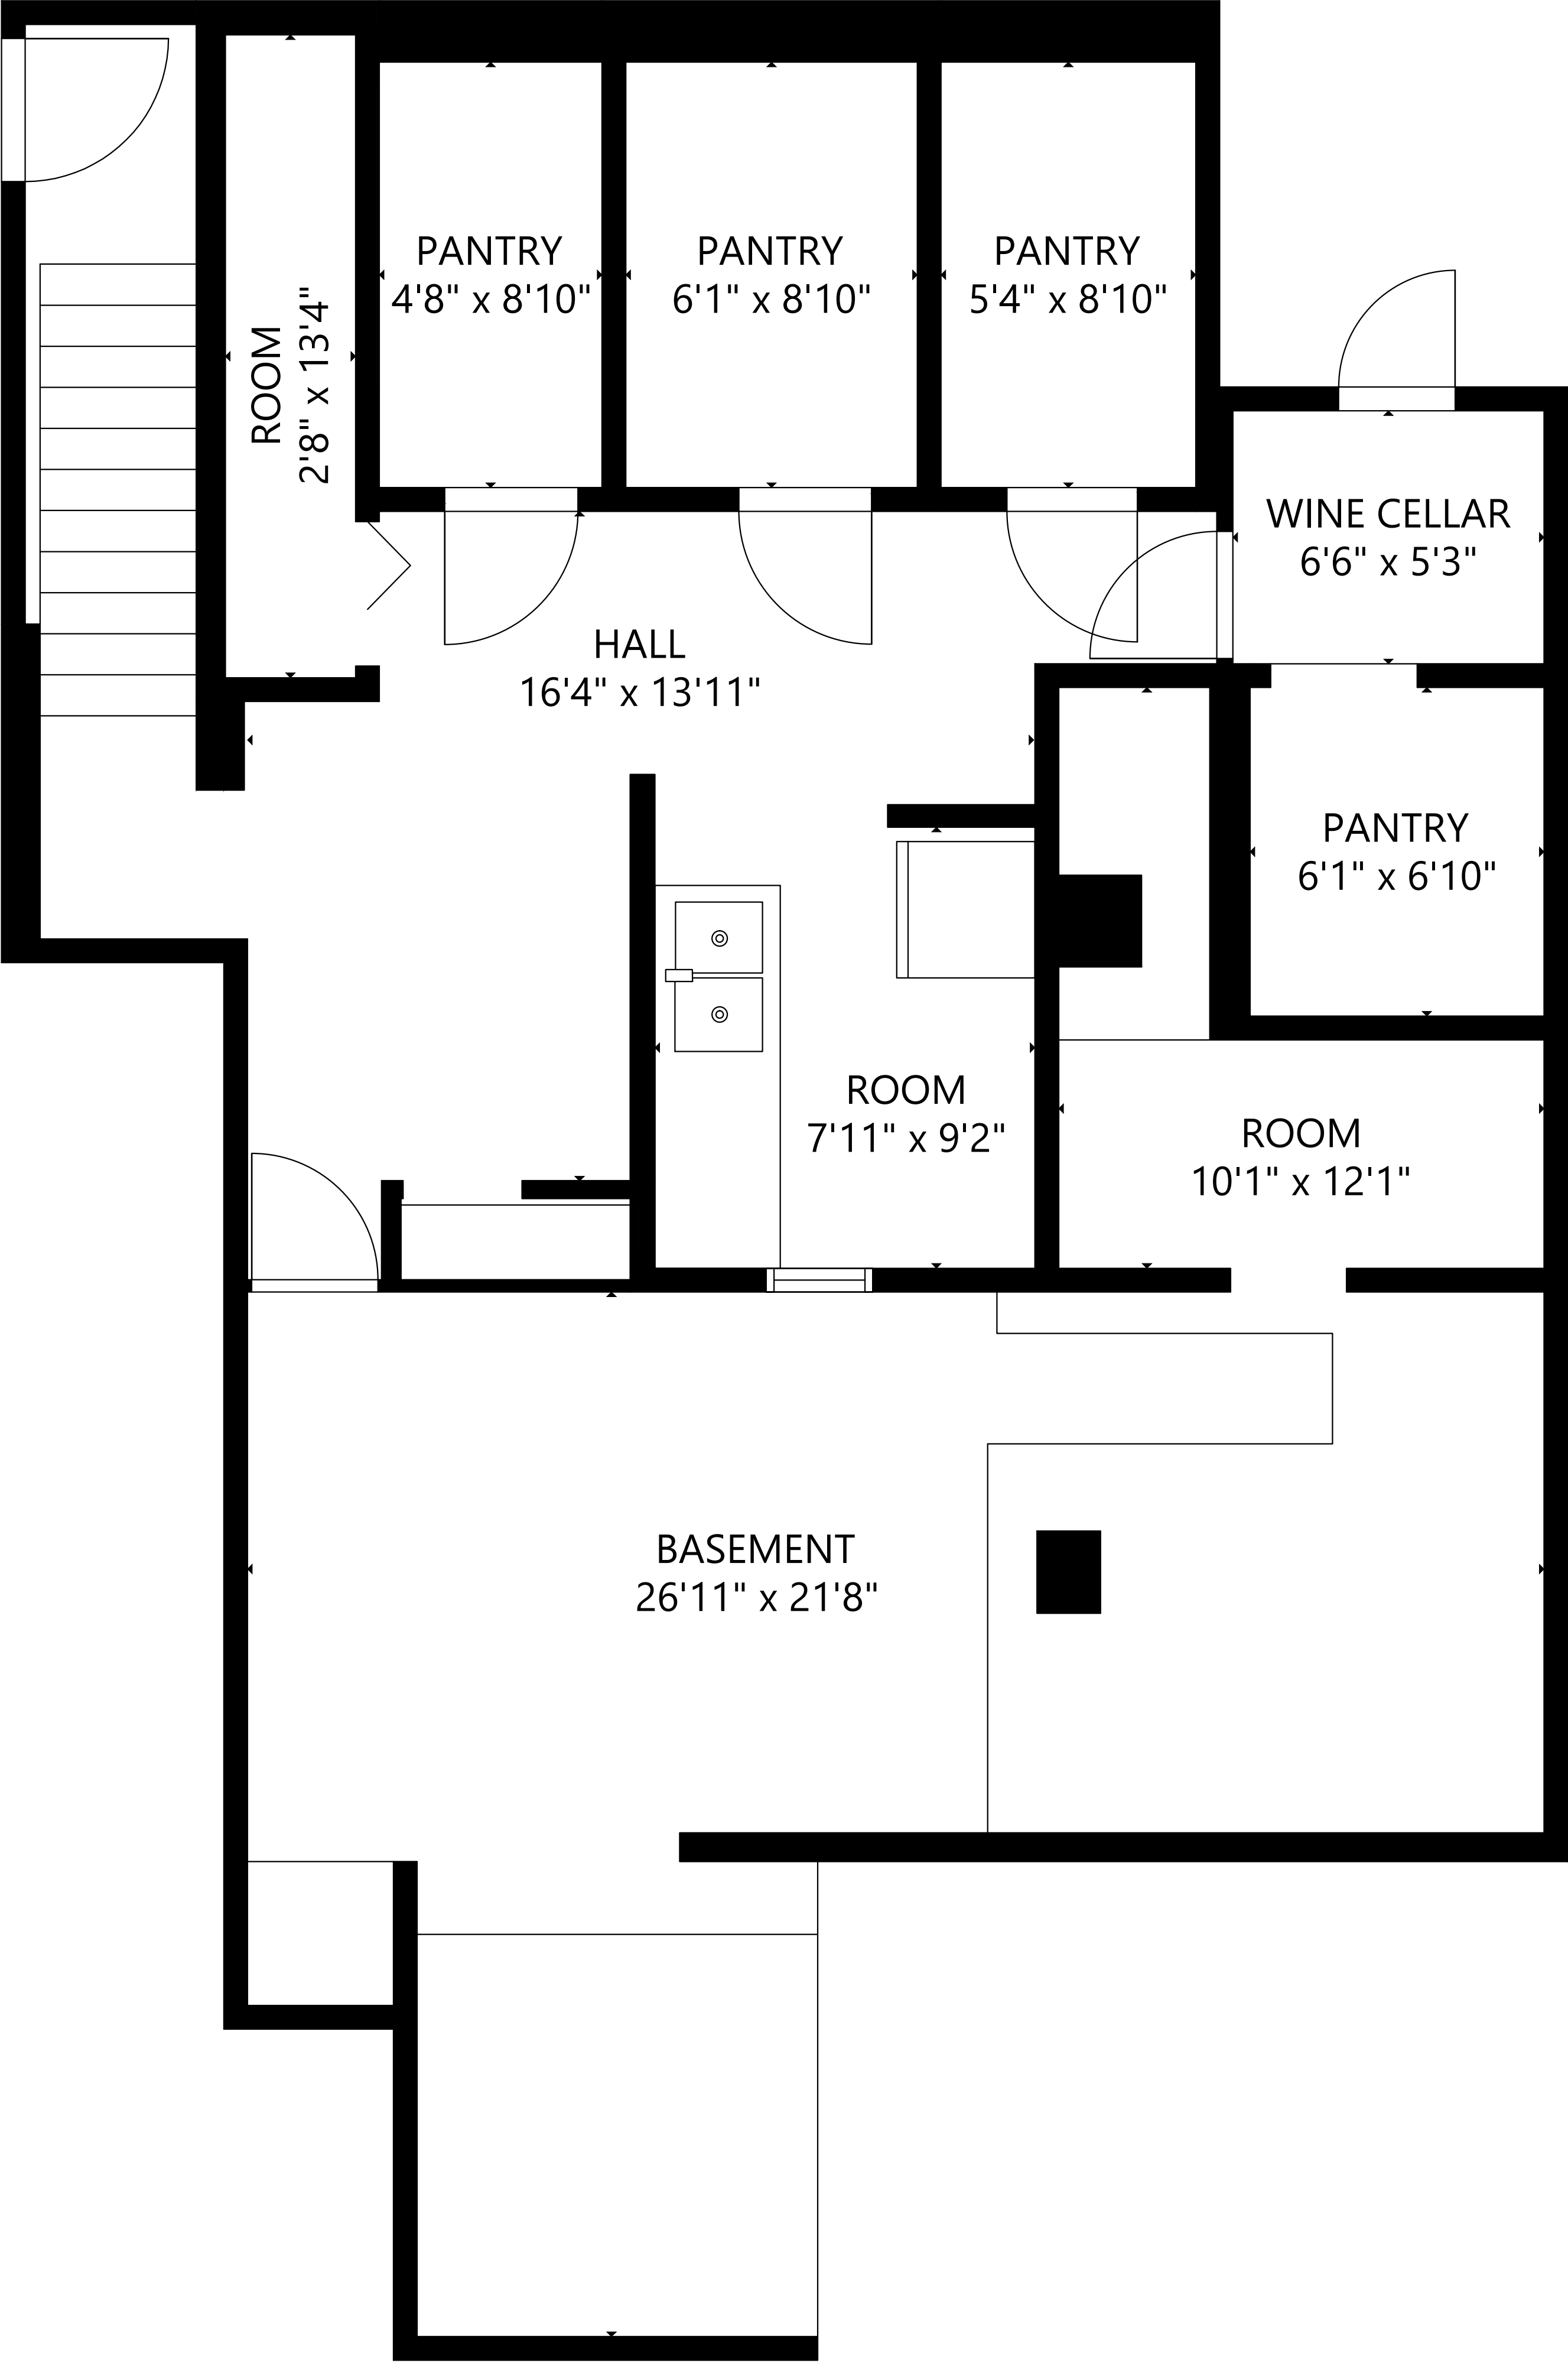 PANTRY
4'8" x 8'10"
PANTRY
6'1" x 8'10"
PANTRY
5'4" x 8'10"
ROOM
2'8" x 13'4"
WINE CELLAR
6'6" x 5'3"
HALL
16'4" x 13'11"
PANTRY
6'1" x 6'10"
ROOM
7'11" x 9'2"
ROOM
10'1" x 12'1"
BASEMENT
26'11" x 21'8"